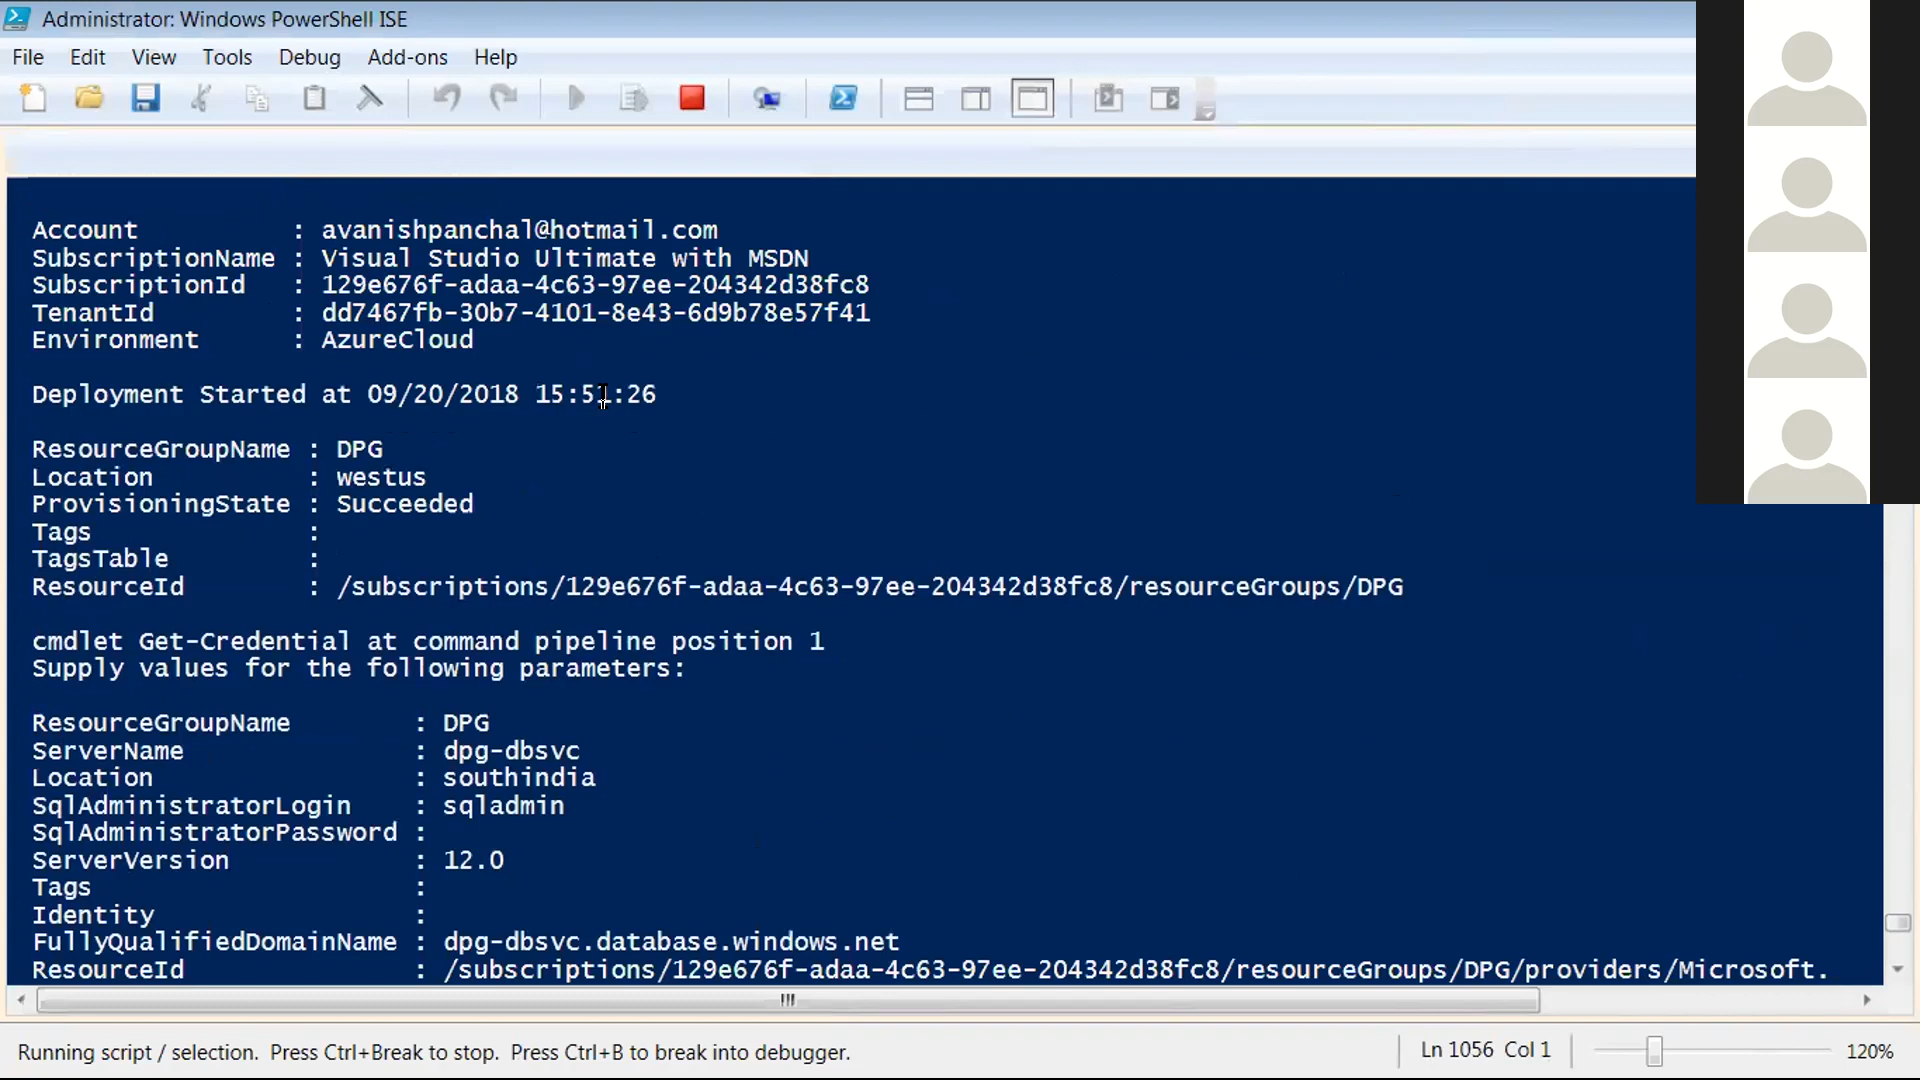 Administrator: Windows PowerShell ISE
File Edit View Tools Debug Add-ons Help
Account : avanishpanchal@hotmail.com
SubscriptionName : Visual Studio Ultimate with MSDN
SubscriptionId : 129e676f-adaa-4c63-97ee-204342d38fc8
TenantId : dd7467fb-30b7-4101-8e43-6d9b78e57f41
Environment : AzureCloud
Deployment Started at 09/20/2018 15:51:26
ResourceGroupName : DPG
Location : westus
ProvisioningState : Succeeded
Tags :
TagsTable :
ResourceId : /subscriptions/129e676f-adaa-4c63-97ee-204342d38fc8/resourceGroups/DPG
cmdlet Get-Credential at command pipeline position 1
Supply values for the following parameters:
ResourceGroupName : DPG
ServerName : dpg-dbsvc
Location : southindia
SqlAdministratorLogin : sqladmin
SqlAdministratorPassword :
ServerVersion : 12.0
Tags :
Identity :
FullyQualifiedDomainName : dpg-dbsvc.database.windows.net
ResourceId : /subscriptions/129e676f-adaa-4c63-97ee-204342d38fc8/resourceGroups/DPG/providers/Microsoft.
Running script / selection. Press Ctrl+Break to stop. Press Ctrl+B to break into debugger.
Ln 1056 Col 1
120%